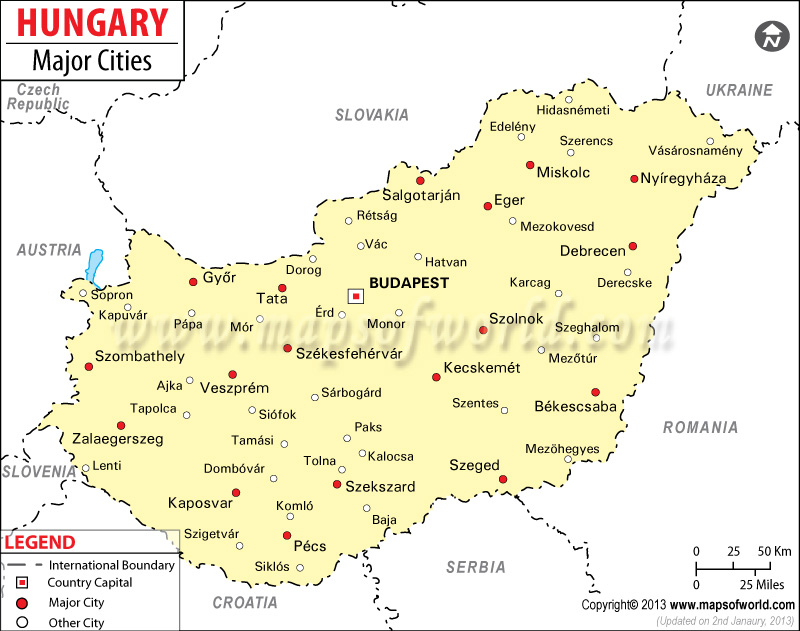 HUNGARY
Major Cities
Czech
Republic
SLOVAKIA
UKRAINE
Hidasnémeti
Edelény
Szerencs
Vásárosnamény
Miskolc
Nyíregyháza
Salgotarján
Eger
Rétság
Mezokovesd
AUSTRIA
Vác
Debrecen
Hatvan
Dorog
Győr
BUDAPEST
Karcag
Derecske
Sopron
Tata
Kapuvár
Érd
Monor
Szolnok
Pápa
Mór
Szeghalom
www.mapsofworld.com
Szombathely
Székesfehérvár
Mezőtúr
Kecskemét
Ajka
Veszprém
Sárbogárd
Tapolca
Siófok
Szentes
Békescsaba
Paks
ROMANIA
Zalaegerszeg
Tamási
Kalocsa
Mezőhegyes
SLOVENIA
Lenti
Dombóvár
Tolna
Szeged
Szekszard
Kaposvar
Komló
Baja
Szigetvár
Pécs
Siklós
SERBIA
CROATIA
LEGEND
International Boundary
Country Capital
Major City
Other City
0 25 50 Km
0 25 Miles
Copyright© 2013 www.mapsofworld.com
(Updated on 2nd Janaury, 2013)
N